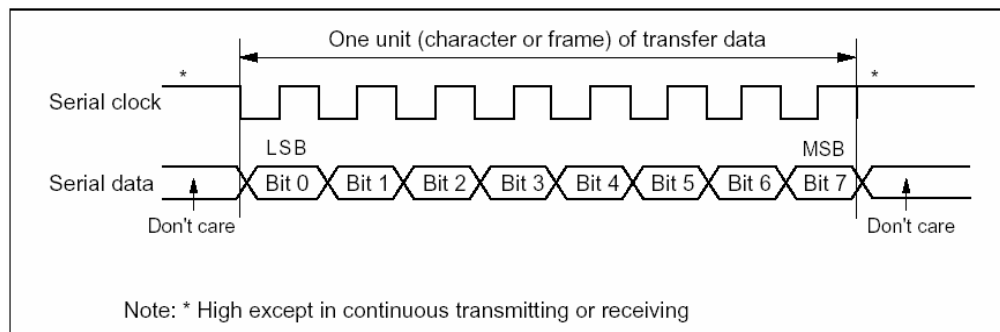 One unit (character or frame) of transfer data
* *
Serial clock
LSB MSB
Serial data Bit 0 Bit 1 Bit 2 Bit 3 Bit 4 Bit 5 Bit 6 Bit 7
Don't care Don't care
Note: * High except in continuous transmitting or receiving